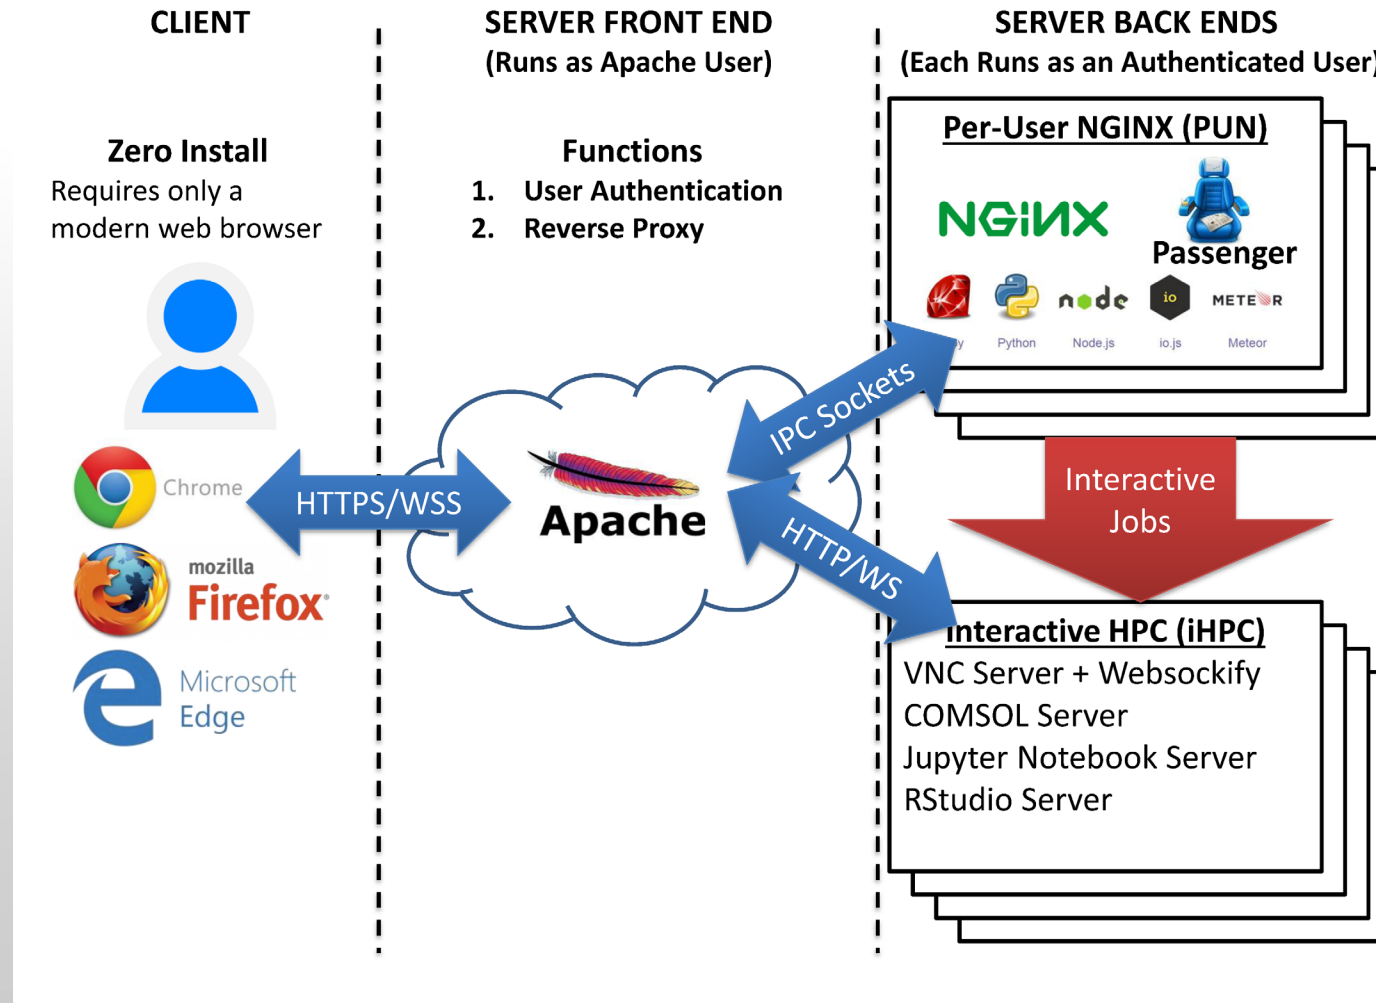 CLIENT
Zero Install
Requires only a
modern web browser
Chrome
mozilla
Firefox
Microsoft
Edge
HTTPS/WSS
SERVER FRONT END
(Runs as Apache User)
Functions
1. User Authentication
2. Reverse Proxy
Apache
IPC Sockets
HTTP/WS
SERVER BACK ENDS
(Each Runs as an Authenticated User)
Per-User NGINX (PUN)
NGINX
Passenger
node
io
METEOR
Python
Node.js
io.js
Meteor
Interactive
Jobs
Interactive HPC (iHPC)
VNC Server + Websockify
COMSOL Server
Jupyter Notebook Server
RStudio Server